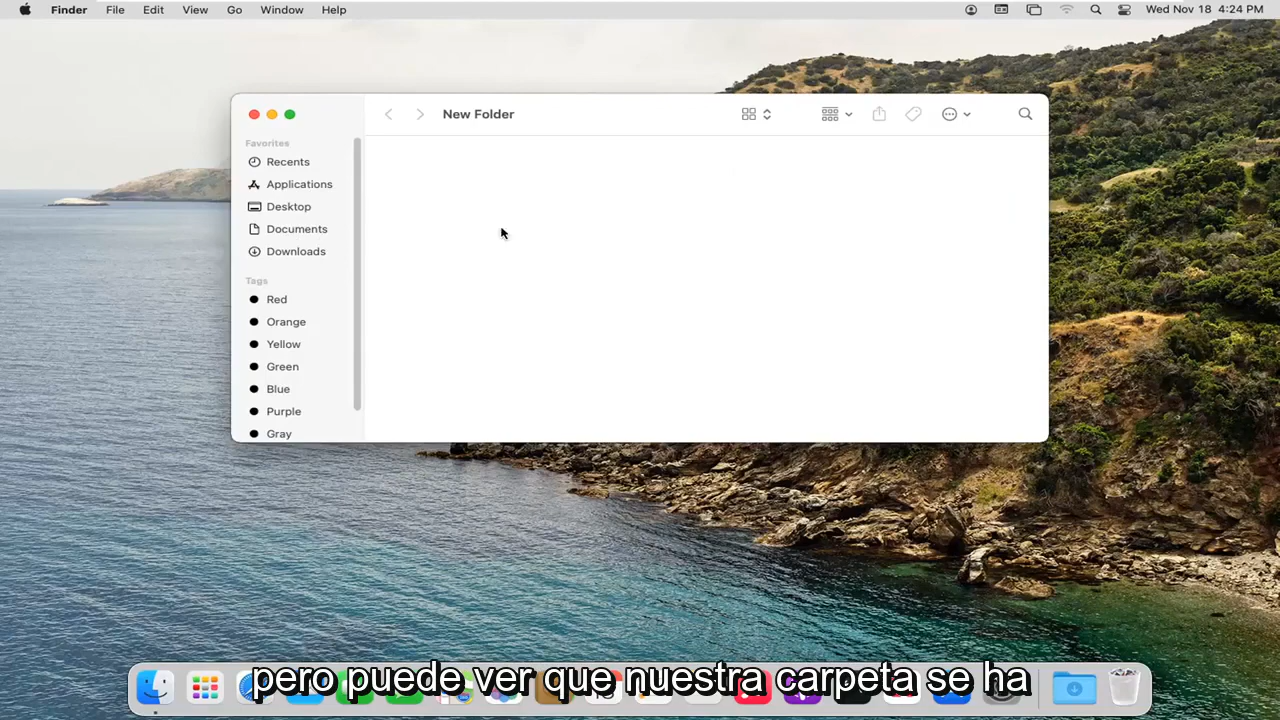 Finder File Edit View Go Window Help Wed Nov 18 4:24 PM
New Folder
Favorites
Recents
Applications
Desktop
Documents
Downloads
Tags
Red
Orange
Yellow
Green
Blue
Purple
Gray
pero puede ver que nuestra carpeta se ha